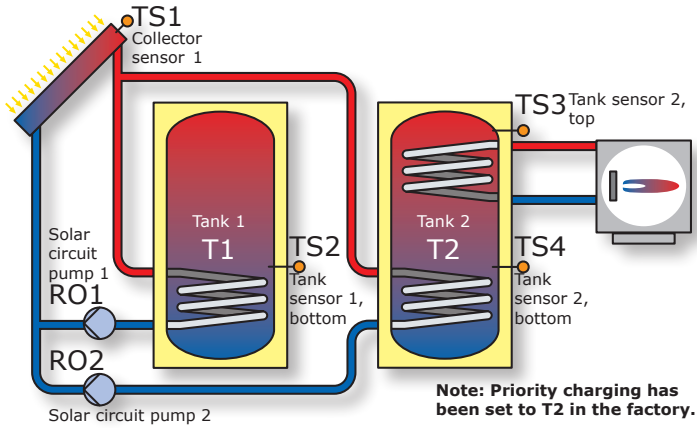 TS1
Collector
sensor 1
TS3 Tank sensor 2,
top
Tank 1
T1
Tank 2
T2
TS2
Tank
sensor 1,
bottom
TS4
Tank
sensor 2,
bottom
Solar
circuit
pump 1
RO1
RO2
Solar circuit pump 2
Note: Priority charging has
been set to T2 in the factory.